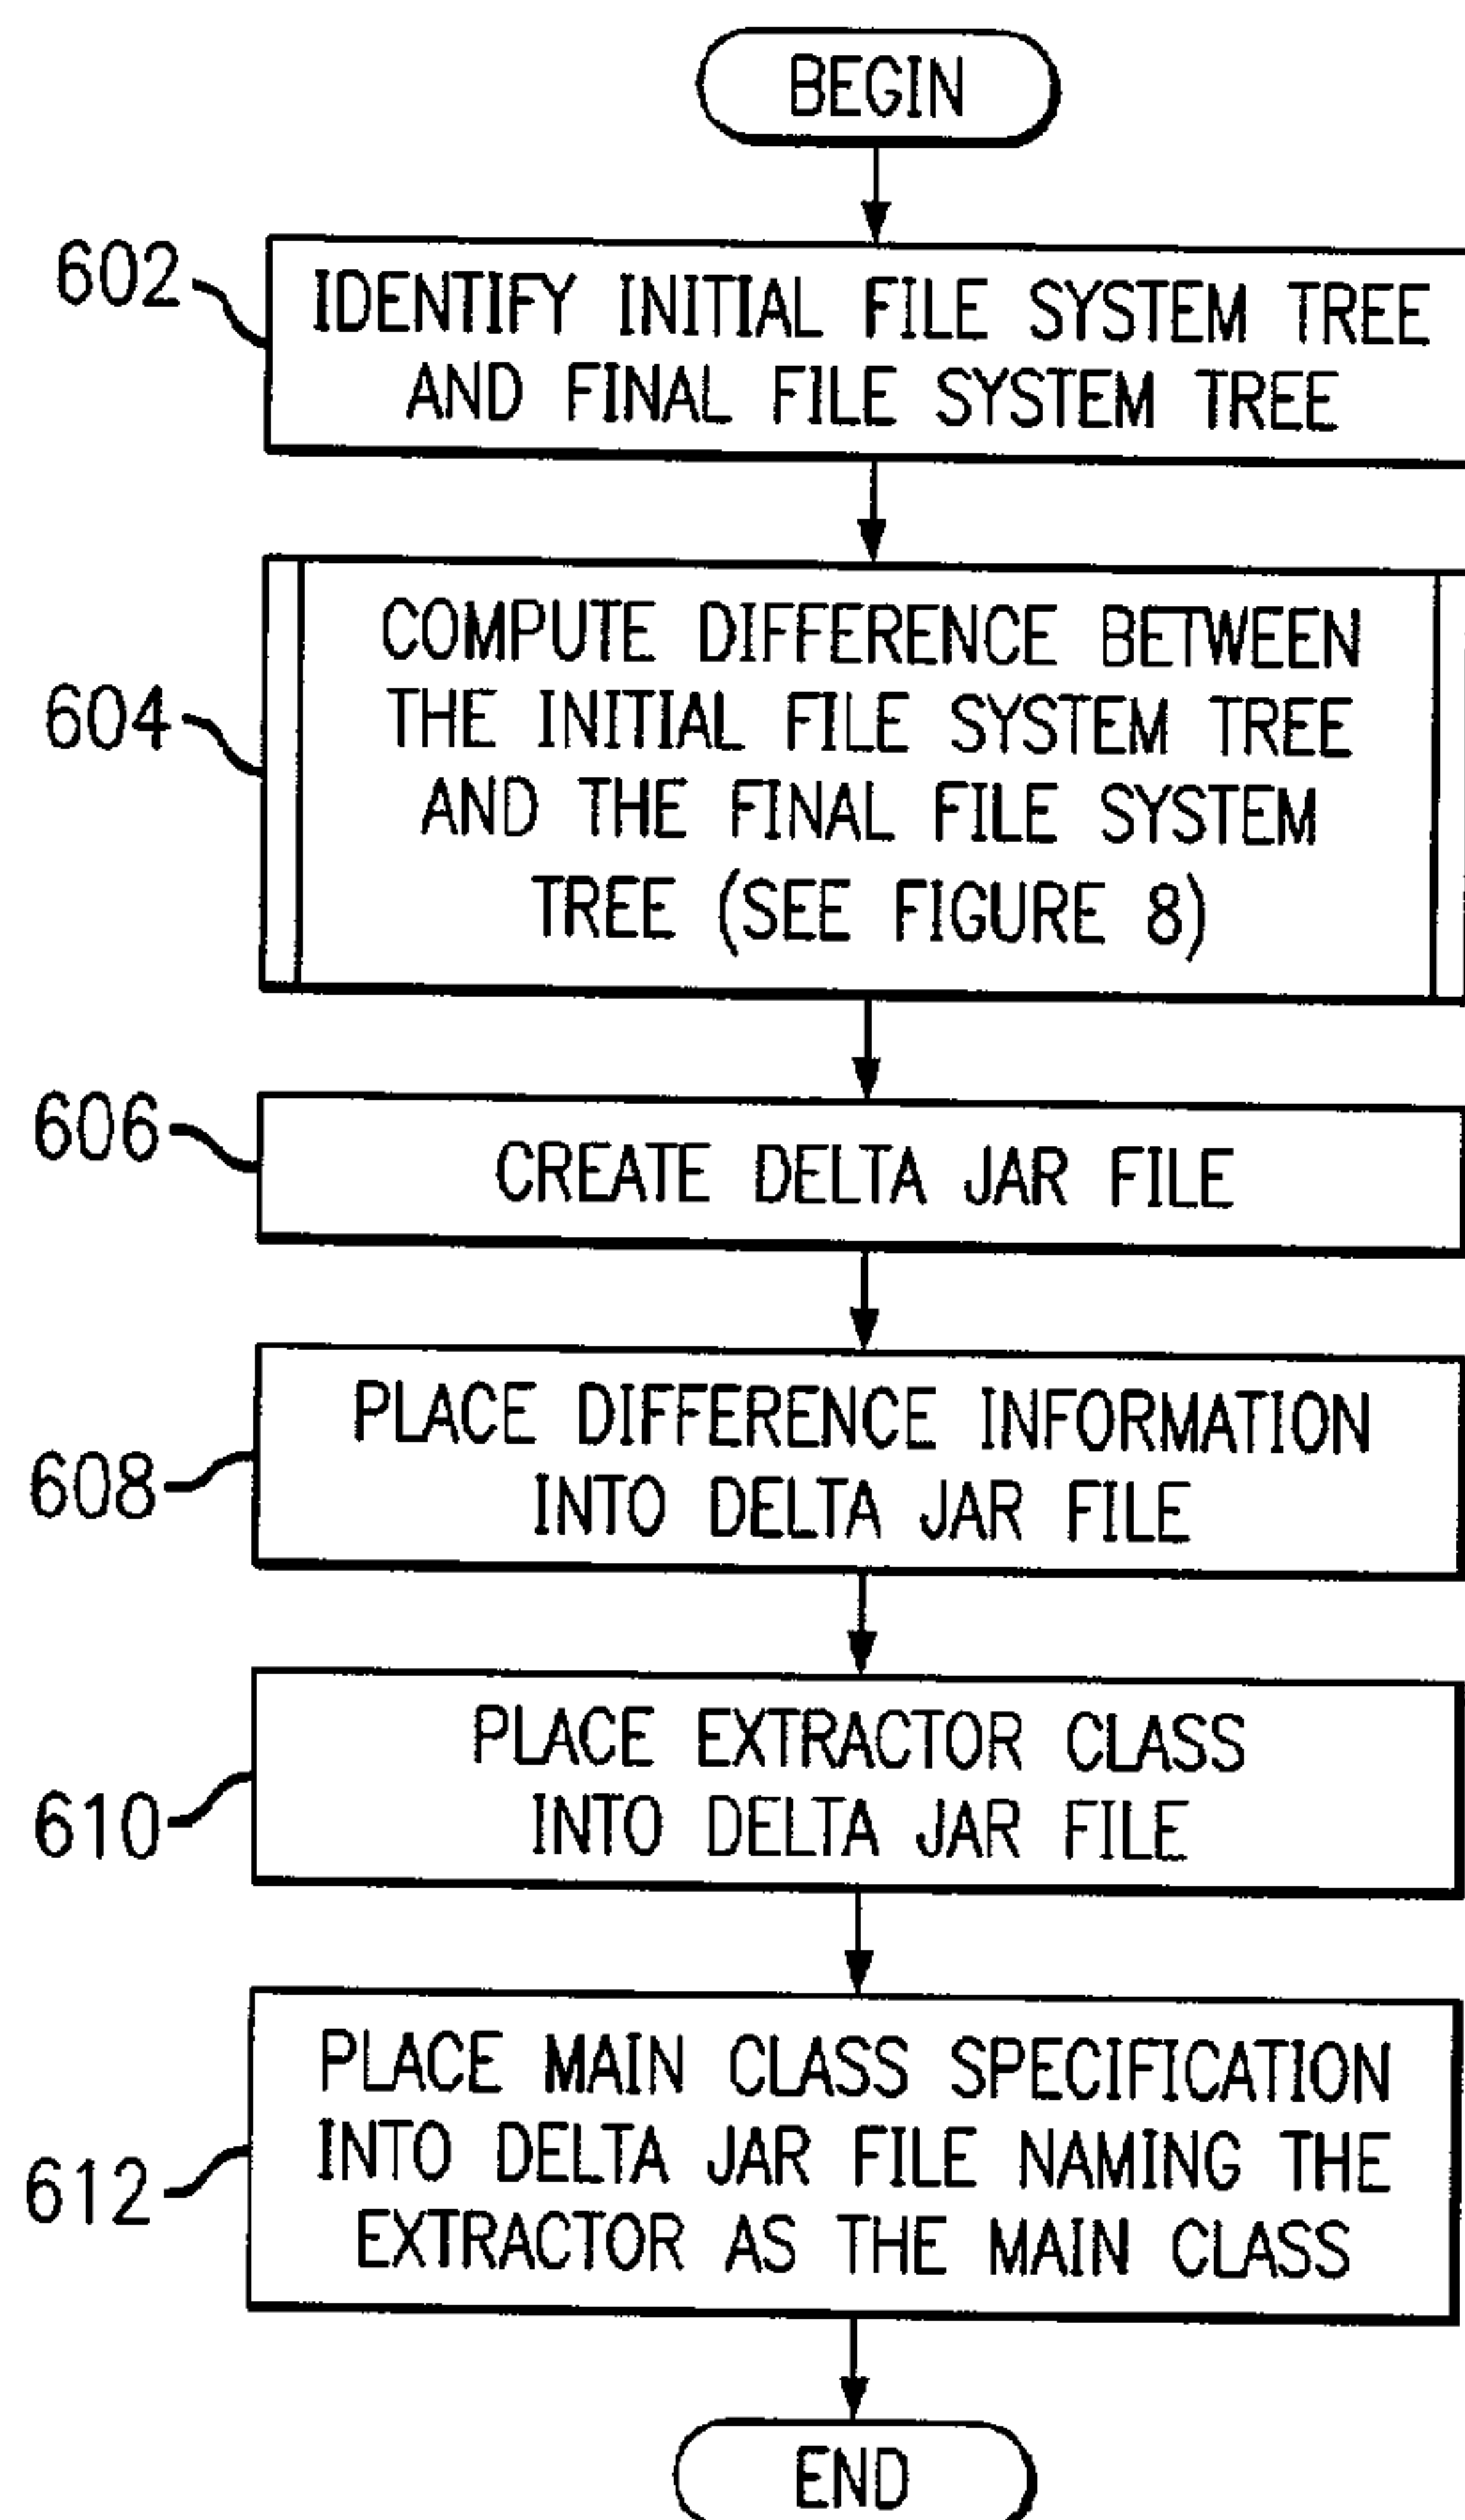 BEGIN
602
IDENTIFY INITIAL FILE SYSTEM TREE
AND FINAL FILE SYSTEM TREE
604
COMPUTE DIFFERENCE BETWEEN
THE INITIAL FILE SYSTEM TREE
AND THE FINAL FILE SYSTEM
TREE (SEE FIGURE 8)
606
CREATE DELTA JAR FILE
608
PLACE DIFFERENCE INFORMATION
INTO DELTA JAR FILE
610
PLACE EXTRACTOR CLASS
INTO DELTA JAR FILE
612
PLACE MAIN CLASS SPECIFICATION
INTO DELTA JAR FILE NAMING THE
EXTRACTOR AS THE MAIN CLASS
END